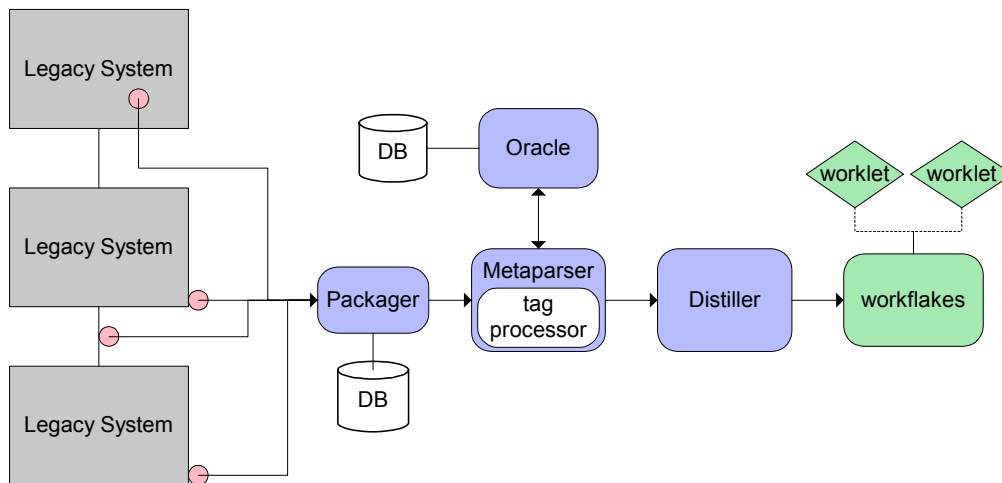 Legacy System
Legacy System
Legacy System
DB
Oracle
Packager
DB
Metaparser
tag
processor
Distiller
worklet
worklet
workflakes